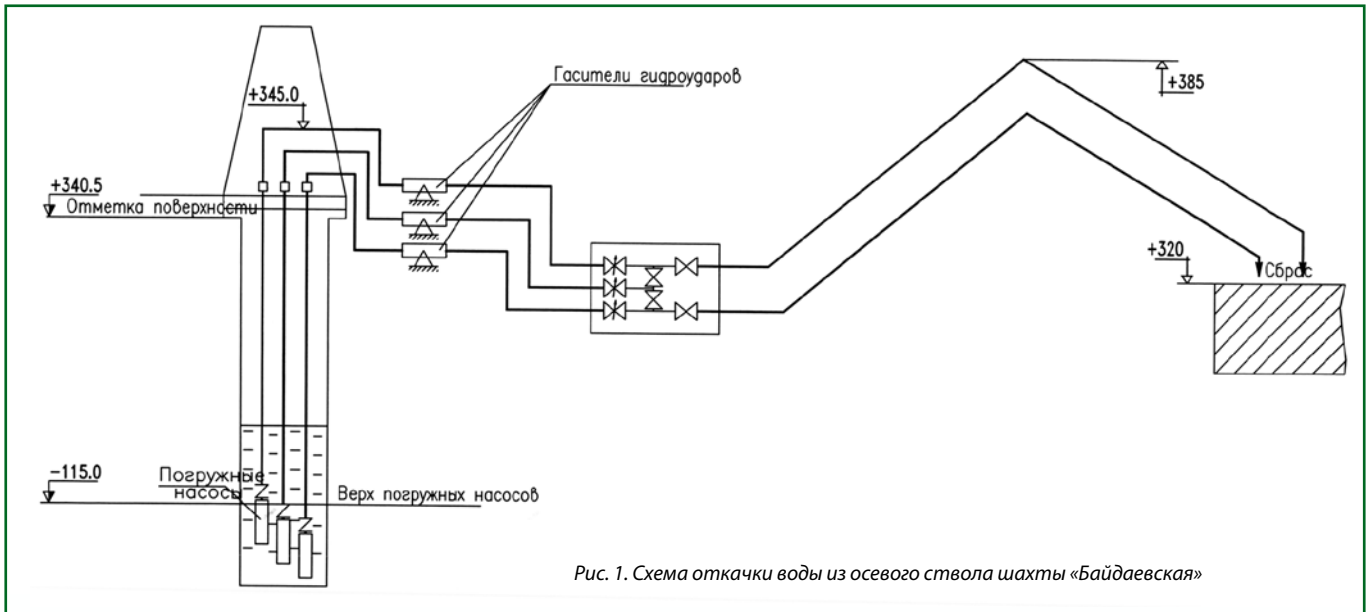 Гасители гидроударов
+345.0
+385
+340.5
Отметка поверхности
+320
Сброс
-115.0
Погружные
насосы
Верх погружных насосов
Рис. 1. Схема откачки воды из осевого ствола шахты «Байдаевская»